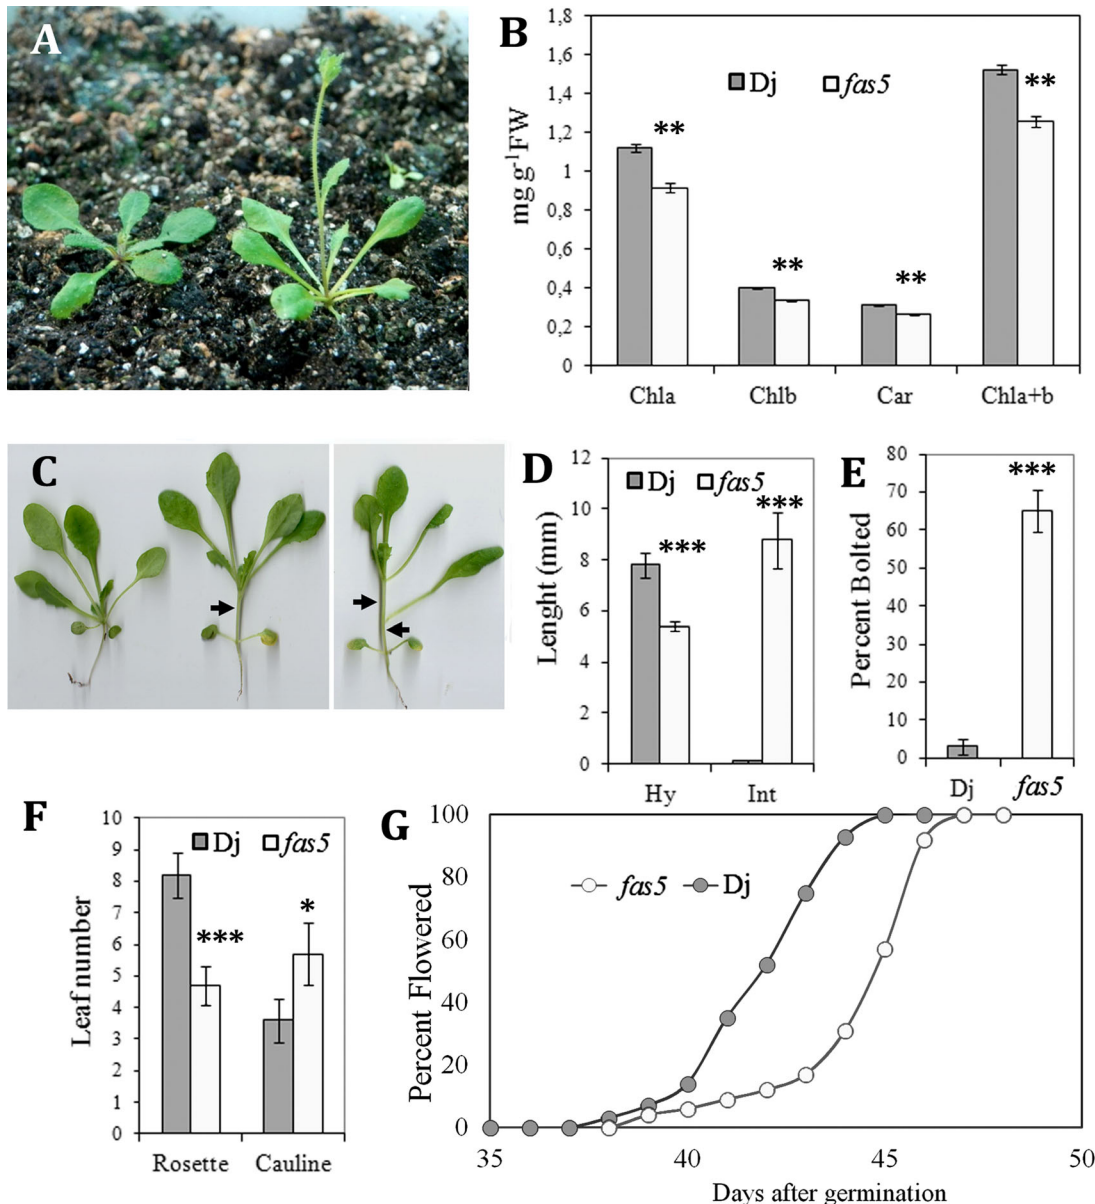 A
B
mg g-1FW
1,8
1,6
1,4
1,2
1
0,8
0,6
0,4
0,2
0
Dj fas5
**
**
**
**
Chla Chlb Car Chla+b
C
D
Lenght (mm)
12
10
8
6
4
2
0
Dj fas5
***
***
Hy Int
E
Percent Bolted
80
70
60
50
40
30
20
10
0
***
Dj fas5
F
Leaf number
10
9
8
7
6
5
4
3
2
1
0
Dj fas5
***
*
Rosette Cauline
G
Percent Flowered
100
80
60
40
20
0
fas5 Dj
35 40 45 50
Days after germination